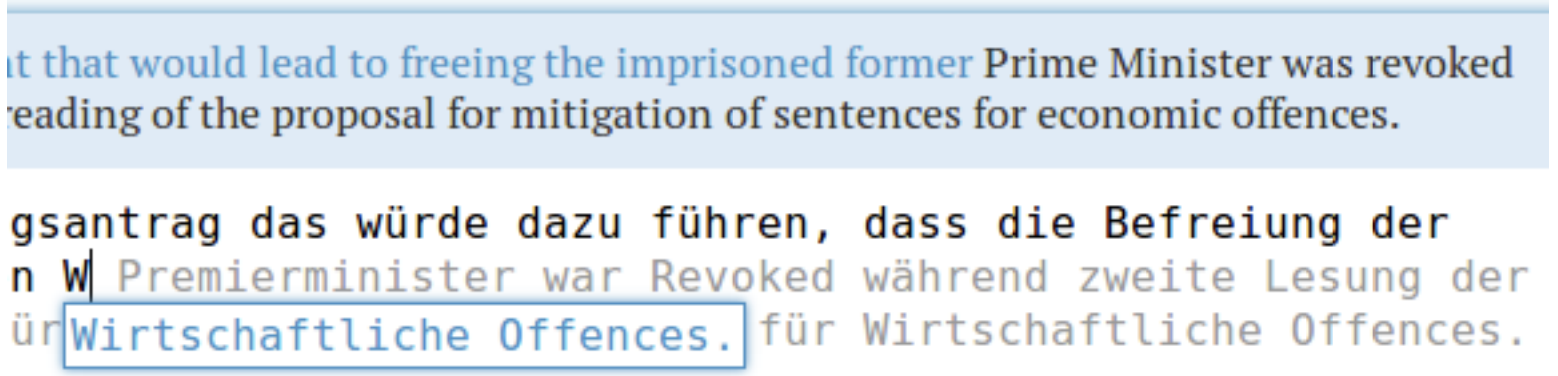 t that would lead to freeing the imprisoned former Prime Minister was revoked
reading of the proposal for mitigation of sentences for economic offences.
gsantrag das würde dazu führen, dass die Befreiung der
n W Premierminister war Revoked während zweite Lesung der
ür Wirtschaftliche Offences. für Wirtschaftliche Offences.